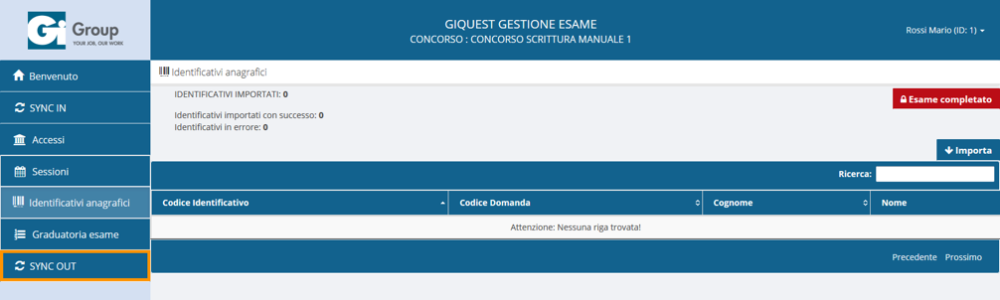 Gi Group
YOUR JOB, OUR WORK
GIQUEST GESTIONE ESAME
CONCORSO : CONCORSO SCRITTURA MANUALE 1
Rossi Mario (ID: 1)
Benvenuto
SYNC IN
Accessi
Sessioni
Identificativi anagrafici
Graduatoria esame
SYNC OUT
Identificativi anagrafici
IDENTIFICATIVI IMPORTATI: 0
Identificativi importati con successo: 0
Identificativi in errore: 0
Esame completato
Importa
Ricerca:
Codice Identificativo Codice Domanda Cognome Nome
Attenzione: Nessuna riga trovata!
Precedente Prossimo